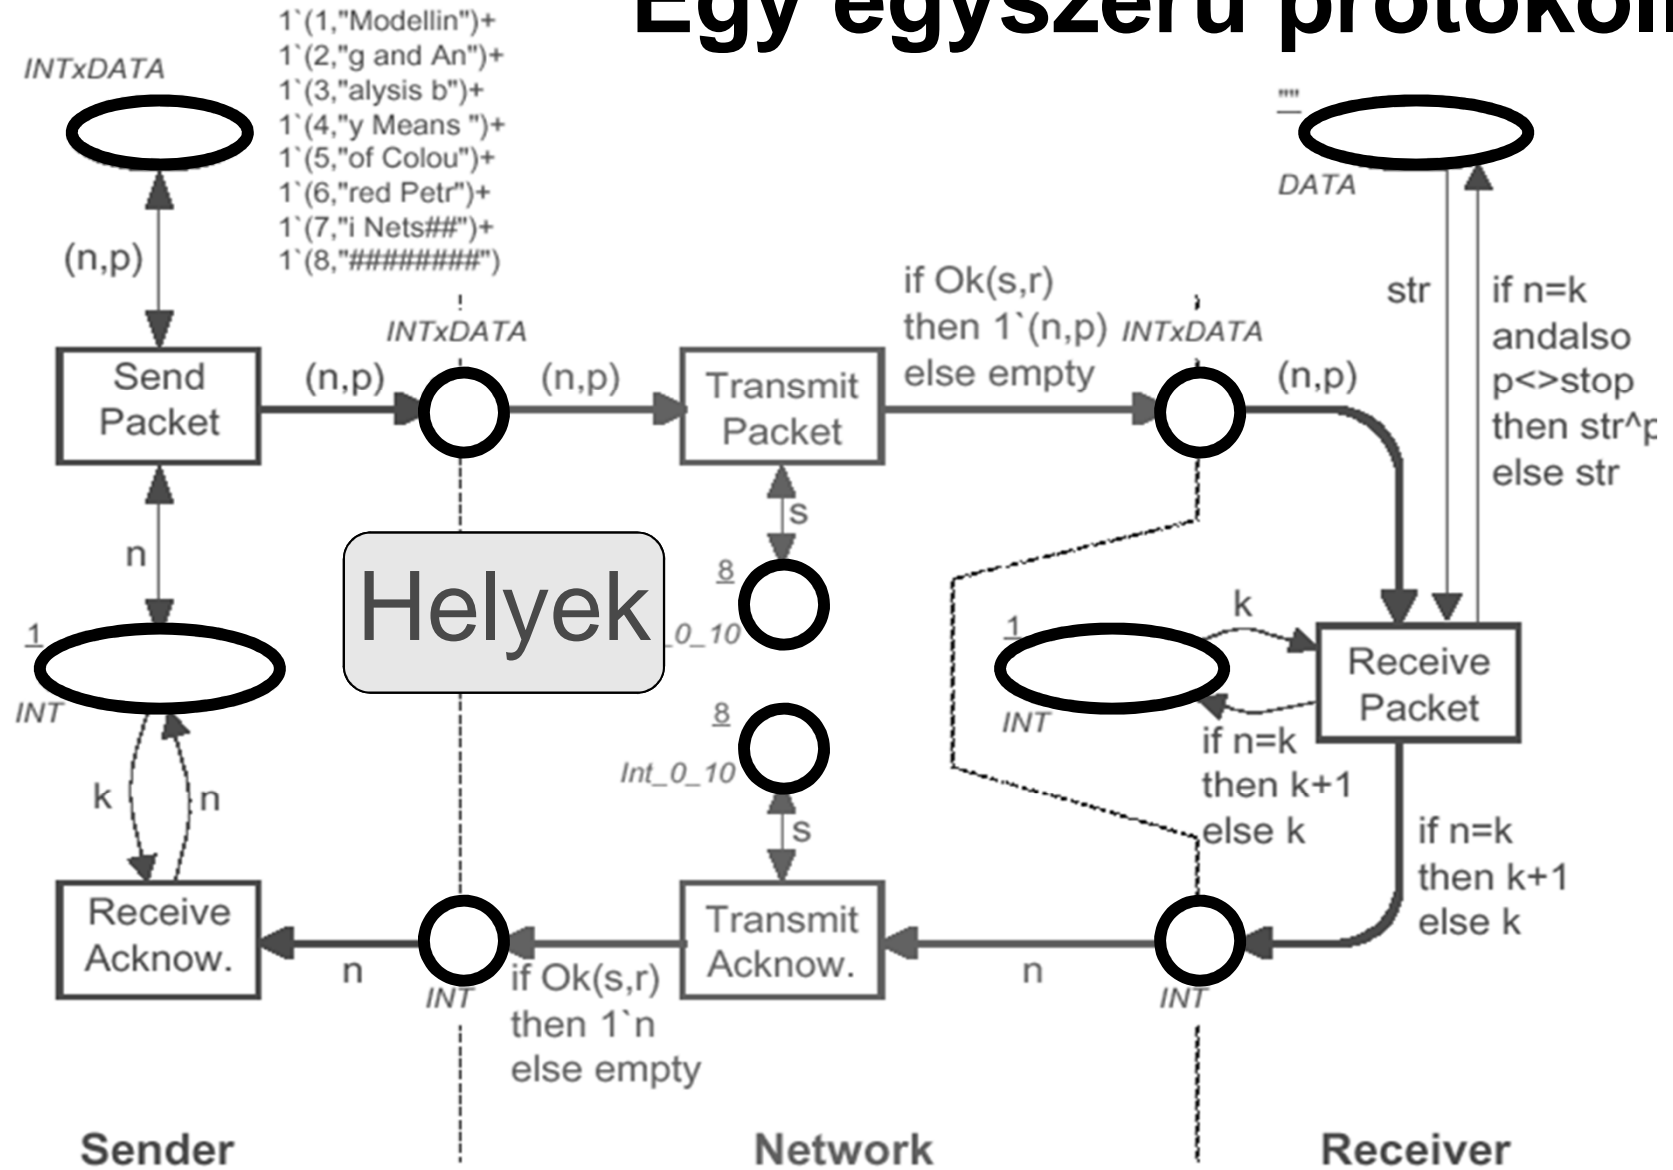 Egy egyszerű protokoll
1`(1,"Modellin")+
1`(2,"g and An")+
1`(3,"alysis b")+
1`(4,"y Means ")+
1`(5,"of Colou")+
1`(6,"red Petr")+
1`(7,"i Nets##")+
1`(8,"########")
INTxDATA
""
DATA
(n,p)
str
if n=k
andalso
p<>stop
then str^p
else str
if Ok(s,r)
then 1`(n,p)
else empty
INTxDATA
INTxDATA
Send
Packet
(n,p)
(n,p)
Transmit
Packet
(n,p)
n
s
Helyek
8
_0_10
1
INT
1
INT
k
Receive
Packet
if n=k
then k+1
else k
8
Int_0_10
s
k
n
if n=k
then k+1
else k
Receive
Acknow.
n
INT
if Ok(s,r)
then 1`n
else empty
Transmit
Acknow.
n
INT
Sender
Network
Receiver